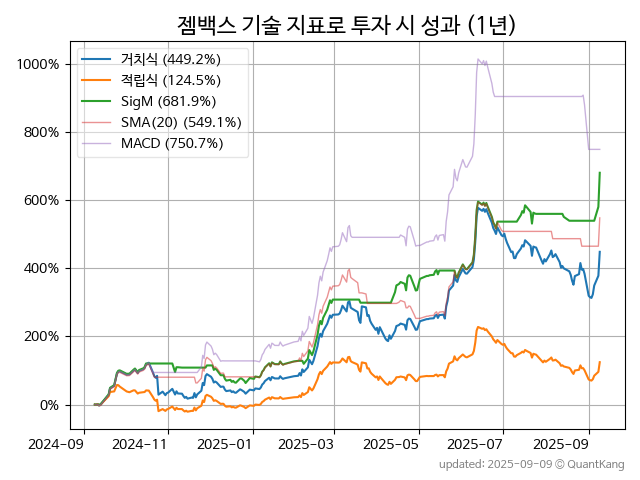 젬백스 기술 지표로 투자 시 성과 (1년)
거치식 (449.2%)
적립식 (124.5%)
SigM (681.9%)
SMA(20) (549.1%)
MACD (750.7%)
1000%
800%
600%
400%
200%
0%
2024-09
2024-11
2025-01
2025-03
2025-05
2025-07
2025-09
updated: 2025-09-09 © QuantKang